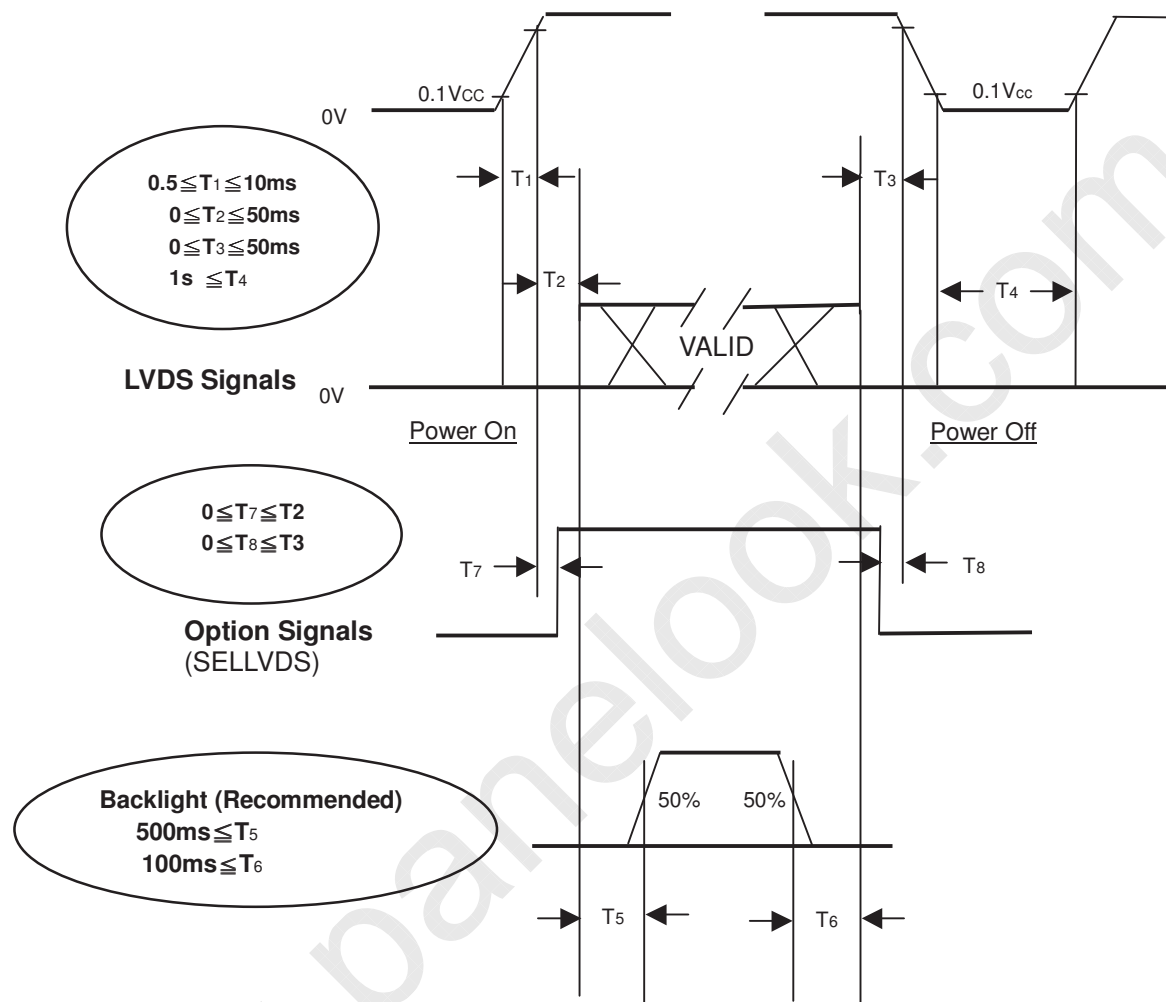 0.1VCC
0.1Vcc
0V
0.5≦T1≦10ms
0≦T2≦50ms
0≦T3≦50ms
1s ≦T4
T1
T3
T2
T4
VALID
LVDS Signals
0V
Power On
Power Off
0≦T7≦T2
0≦T8≦T3
T7
T8
Option Signals
(SELLVDS)
Backlight (Recommended)
500ms≦T5
100ms≦T6
50%
50%
T5
T6
panelook.com